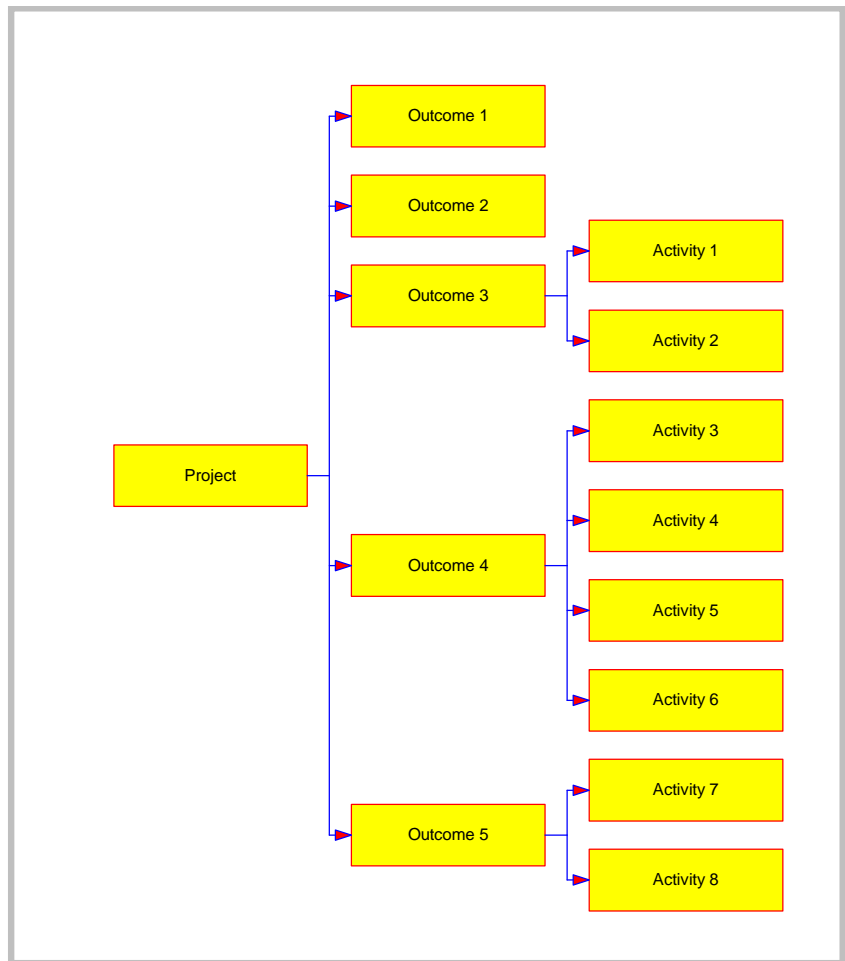 Outcome 1
Outcome 2
Activity 1
Outcome 3
Activity 2
Activity 3
Project
Activity 4
Outcome 4
Activity 5
Activity 6
Activity 7
Outcome 5
Activity 8